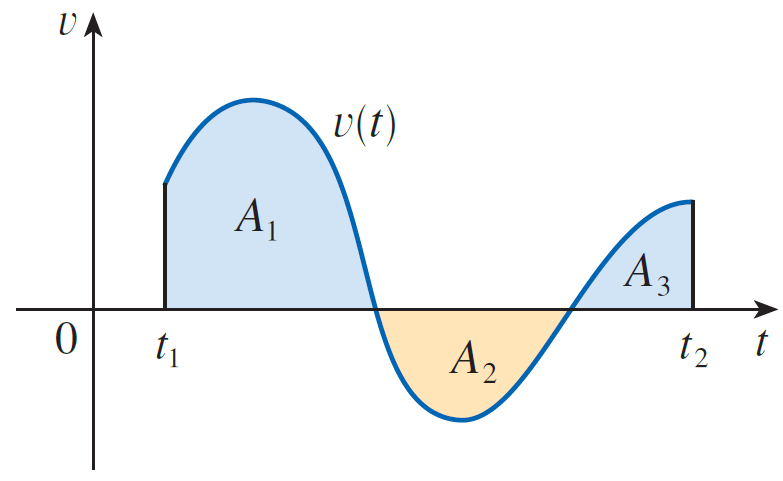 v
v(t)
A₁
A₃
A₂
0
t₁
t₂
t